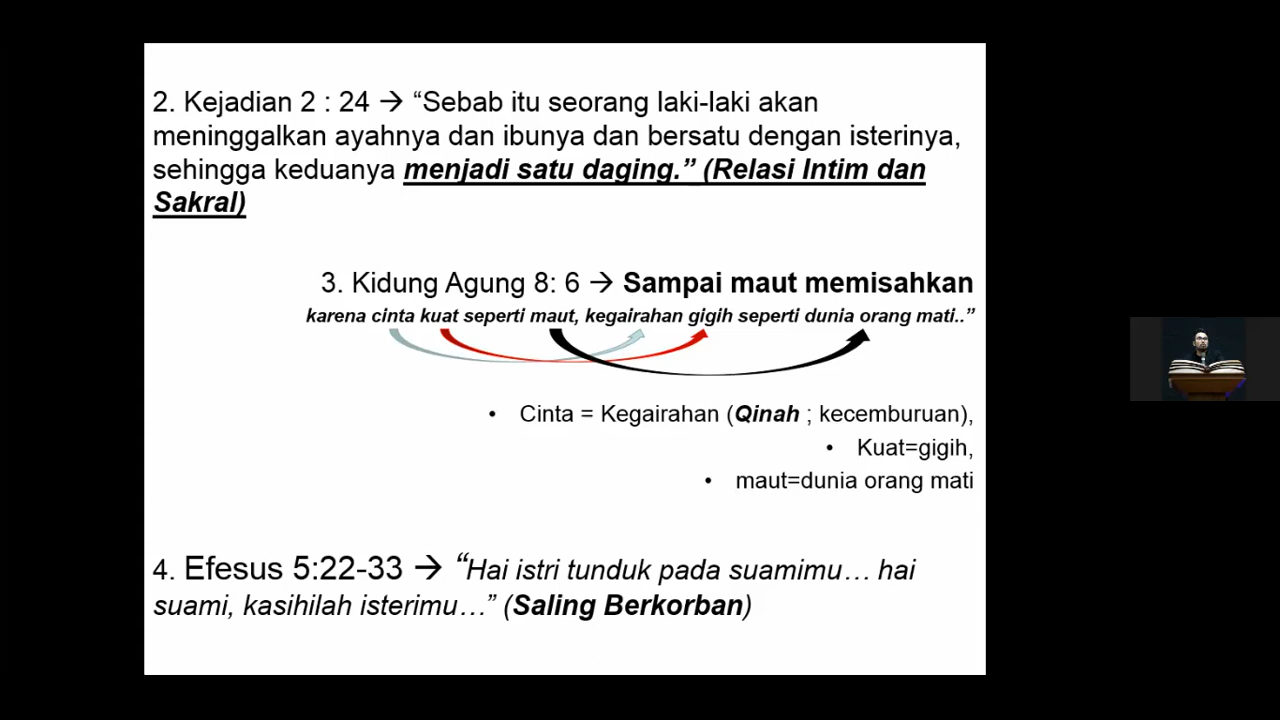 2. Kejadian 2 : 24 → “Sebab itu seorang laki-laki akan
meninggalkan ayahnya dan ibunya dan bersatu dengan isterinya,
sehingga keduanya menjadi satu daging.” (Relasi Intim dan
Sakral)
3. Kidung Agung 8: 6 → Sampai maut memisahkan
karena cinta kuat seperti maut, kegairahan gigih seperti dunia orang mati..”
• Cinta = Kegairahan (Qinah ; kecemburuan),
• Kuat=gigih,
• maut=dunia orang mati
4. Efesus 5:22-33 → “Hai istri tunduk pada suamimu… hai
suami, kasihilah isterimu…” (Saling Berkorban)